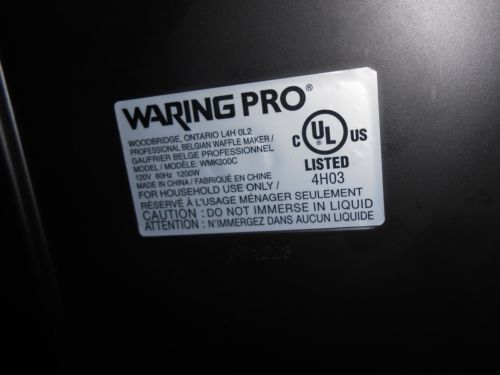 WARING PRO®
WOODBRIDGE, ONTARIO L4H 0L2
PROFESSIONAL BELGIAN WAFFLE MAKER /
GAUFRIER BELGE PROFESSIONNEL
MODEL / MODÈLE: WMK300C
120V 60Hz 1200W
MADE IN CHINA / FABRIQUÉ EN CHINE
FOR HOUSEHOLD USE ONLY /
RÉSERVÉ À L'USAGE MÉNAGER SEULEMENT
CAUTION : DO NOT IMMERSE IN LIQUID
ATTENTION : N'IMMERGEZ DANS AUCUN LIQUIDE
C UL ® US
LISTED
4H03